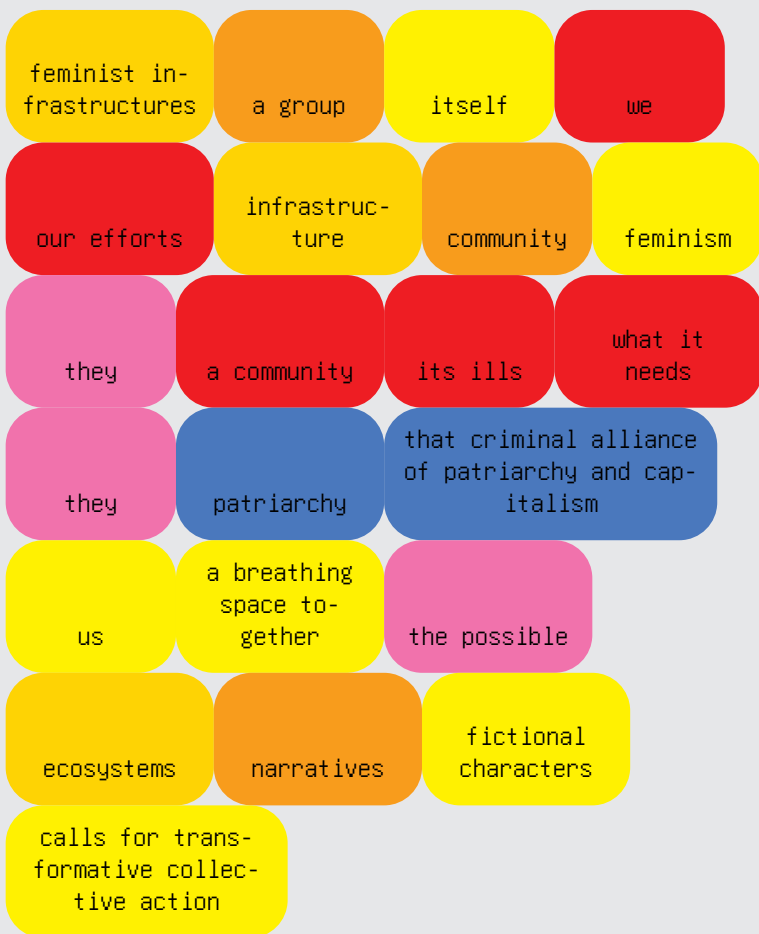 feminist in-
frastructures
a group
itself
we
our efforts
infrastruc-
ture
community
feminism
they
a community
its ills
what it
needs
they
patriarchy
that criminal alliance
of patriarchy and cap-
italism
us
a breathing
space to-
gether
the possible
ecosystems
narratives
fictional
characters
calls for trans-
formative collec-
tive action